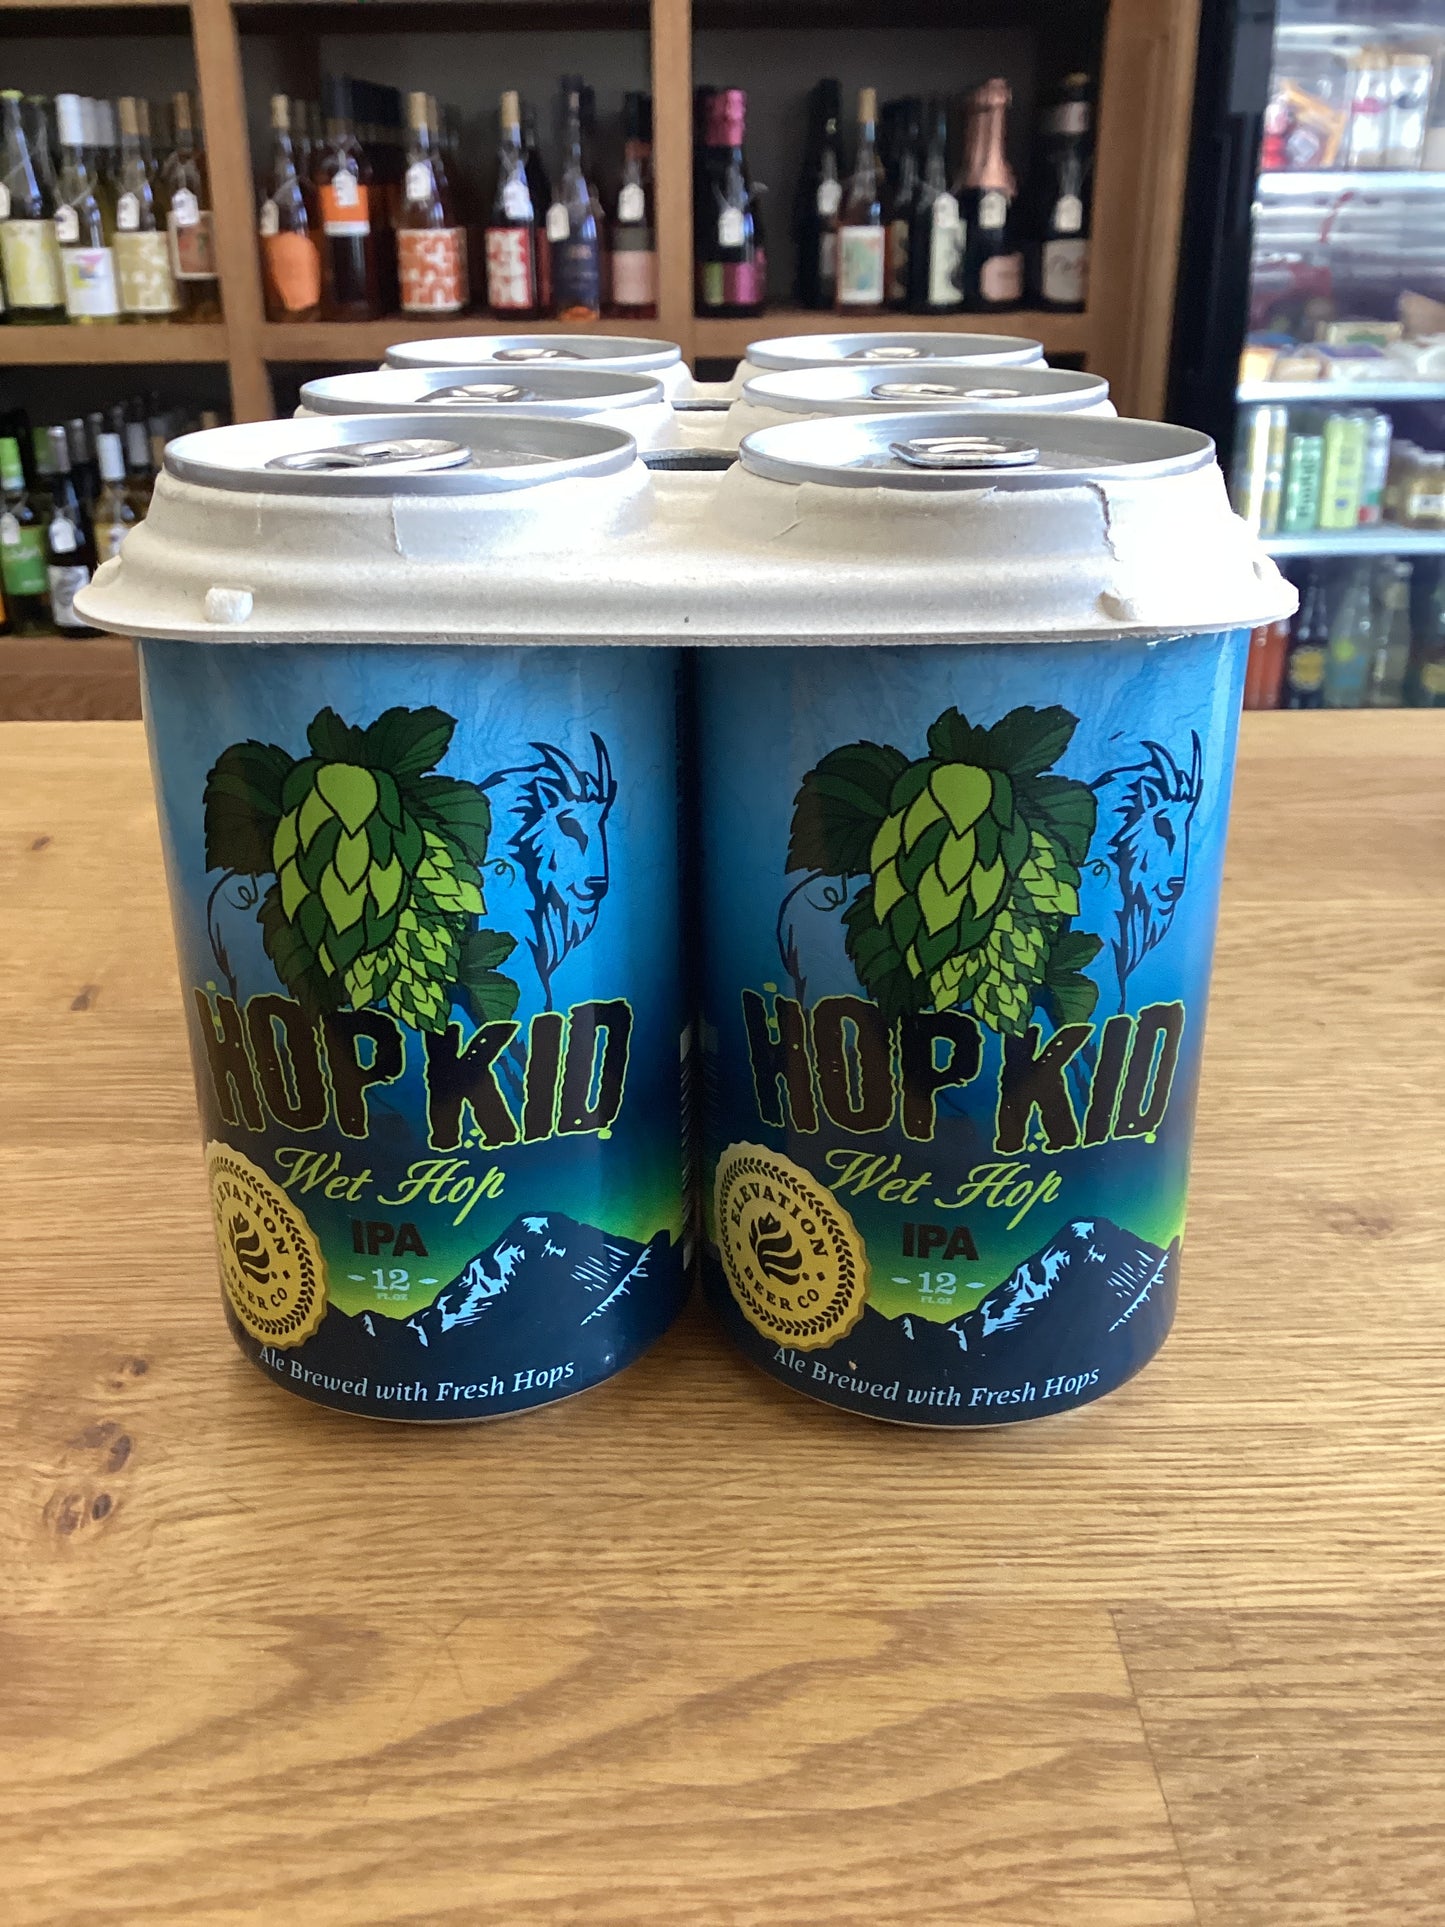 HOP KID
Wet Hop
IPA
12
FL.OZ
ELEVATION
BEER CO
Ale Brewed with Fresh Hops
HOP KID
Wet Hop
IPA
12
FL.OZ
ELEVATION
BEER CO
Ale Brewed with Fresh Hops